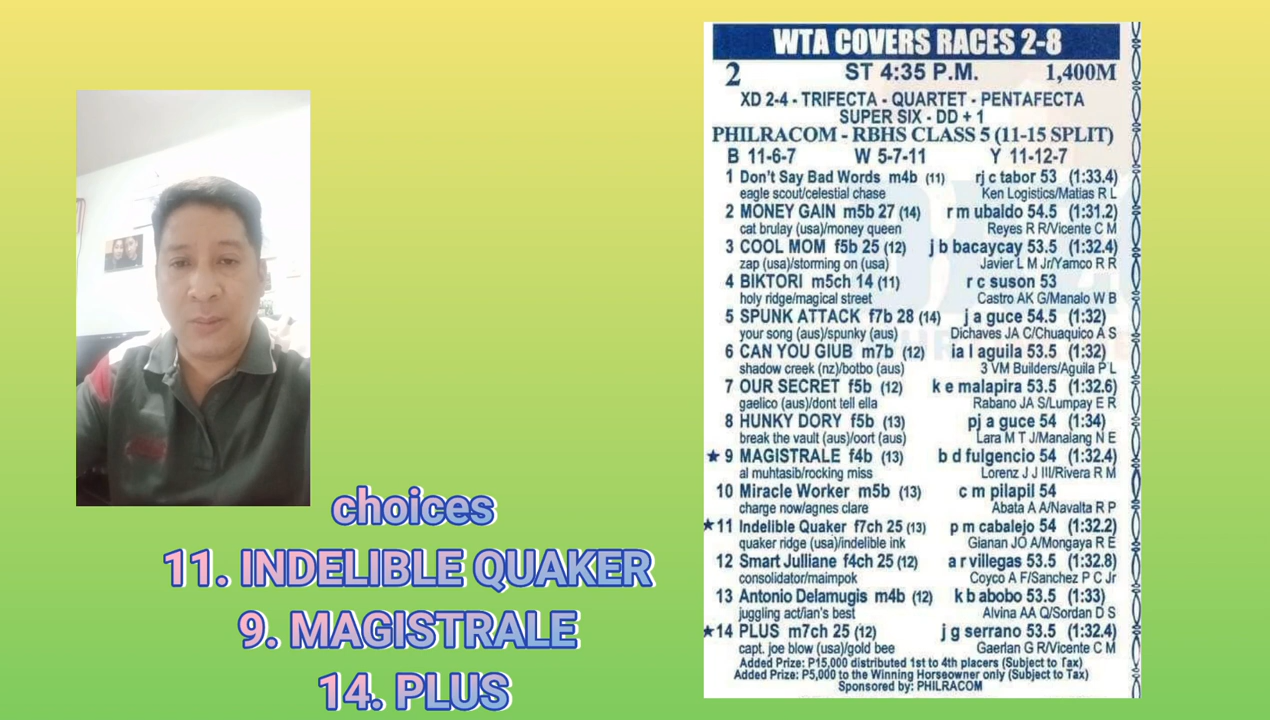 WTA COVERS RACES 2-8
2 ST 4:35 P.M. 1,400M
XD 2-4 - TRIFECTA - QUARTET - PENTAFECTA
SUPER SIX - DD + 1
PHILRACOM - RBHS CLASS 5 (11-15 SPLIT)
B 11-6-7 W 5-7-11 Y 11-12-7
1 Don't Say Bad Words m4b (11) rj c tabor 53 (1:33.4)
eagle scout/celestial chase Ken Logistics/Matias R L
2 MONEY GAIN m5b 27 (14) r m ubaldo 54.5 (1:31.2)
cat brulay (usa)/money queen Reyes R R/Vicente C M
3 COOL MOM f5b 25 (12) j b bacaycay 53.5 (1:32.4)
zap (usa)/storming on (usa) Javier L M Jr/Yamco R R
4 BIKTORI m5ch 14 (11) r c suson 53
holy ridge/magical street Castro AK G/Manalo W B
5 SPUNK ATTACK f7b 28 (14) j a guce 54.5 (1:32)
your song (aus)/spunky (aus) Dichaves JA C/Chuaquico A S
6 CAN YOU GIUB m7b (12) ia l aguila 53.5 (1:32)
shadow creek (nz)/botbo (aus) 3 VM Builders/Aguila P L
7 OUR SECRET f5b (12) k e malapira 53.5 (1:32.6)
gaelico (aus)/dont tell ella Rabano JA S/Lumpay E R
8 HUNKY DORY f5b (13) pj a guce 54 (1:34)
break the vault (aus)/oort (aus) Lara M T J/Manalang N E
★ 9 MAGISTRALE f4b (13) b d fulgencio 54 (1:32.4)
al muhtasib/rocking miss Lorenz J J III/Rivera R M
10 Miracle Worker m5b (13) c m pilapil 54
charge now/agnes clare Abata A A/Navalta R P
★ 11 Indelible Quaker f7ch 25 (13) p m cabalejo 54 (1:32.2)
quaker ridge (usa)/indelible ink Gianan JO A/Mongaya R E
12 Smart Julliane f4ch 25 (12) a r villegas 53.5 (1:32.8)
consolidator/maimpok Coyco A F/Sanchez P C Jr
13 Antonio Delamugis m4b (12) k b abobo 53.5 (1:33)
juggling act/ian's best Alvina AA Q/Sordan D S
★ 14 PLUS m7ch 25 (12) j g serrano 53.5 (1:32.4)
capt. joe blow (usa)/gold bee Gaerlan G R/Vicente C M
Added Prize: P15,000 distributed 1st to 4th placers (Subject to Tax)
Added Prize: P5,000 to the Winning Horseowner only (Subject to Tax)
Sponsored by: PHILRACOM
choices
11. INDELIBLE QUAKER
9. MAGISTRALE
14. PLUS